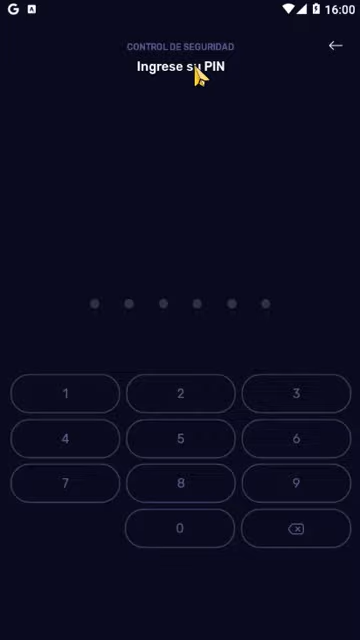 G A 16:00
CONTROL DE SEGURIDAD
Ingrese su PIN
1 2 3
4 5 6
7 8 9
0